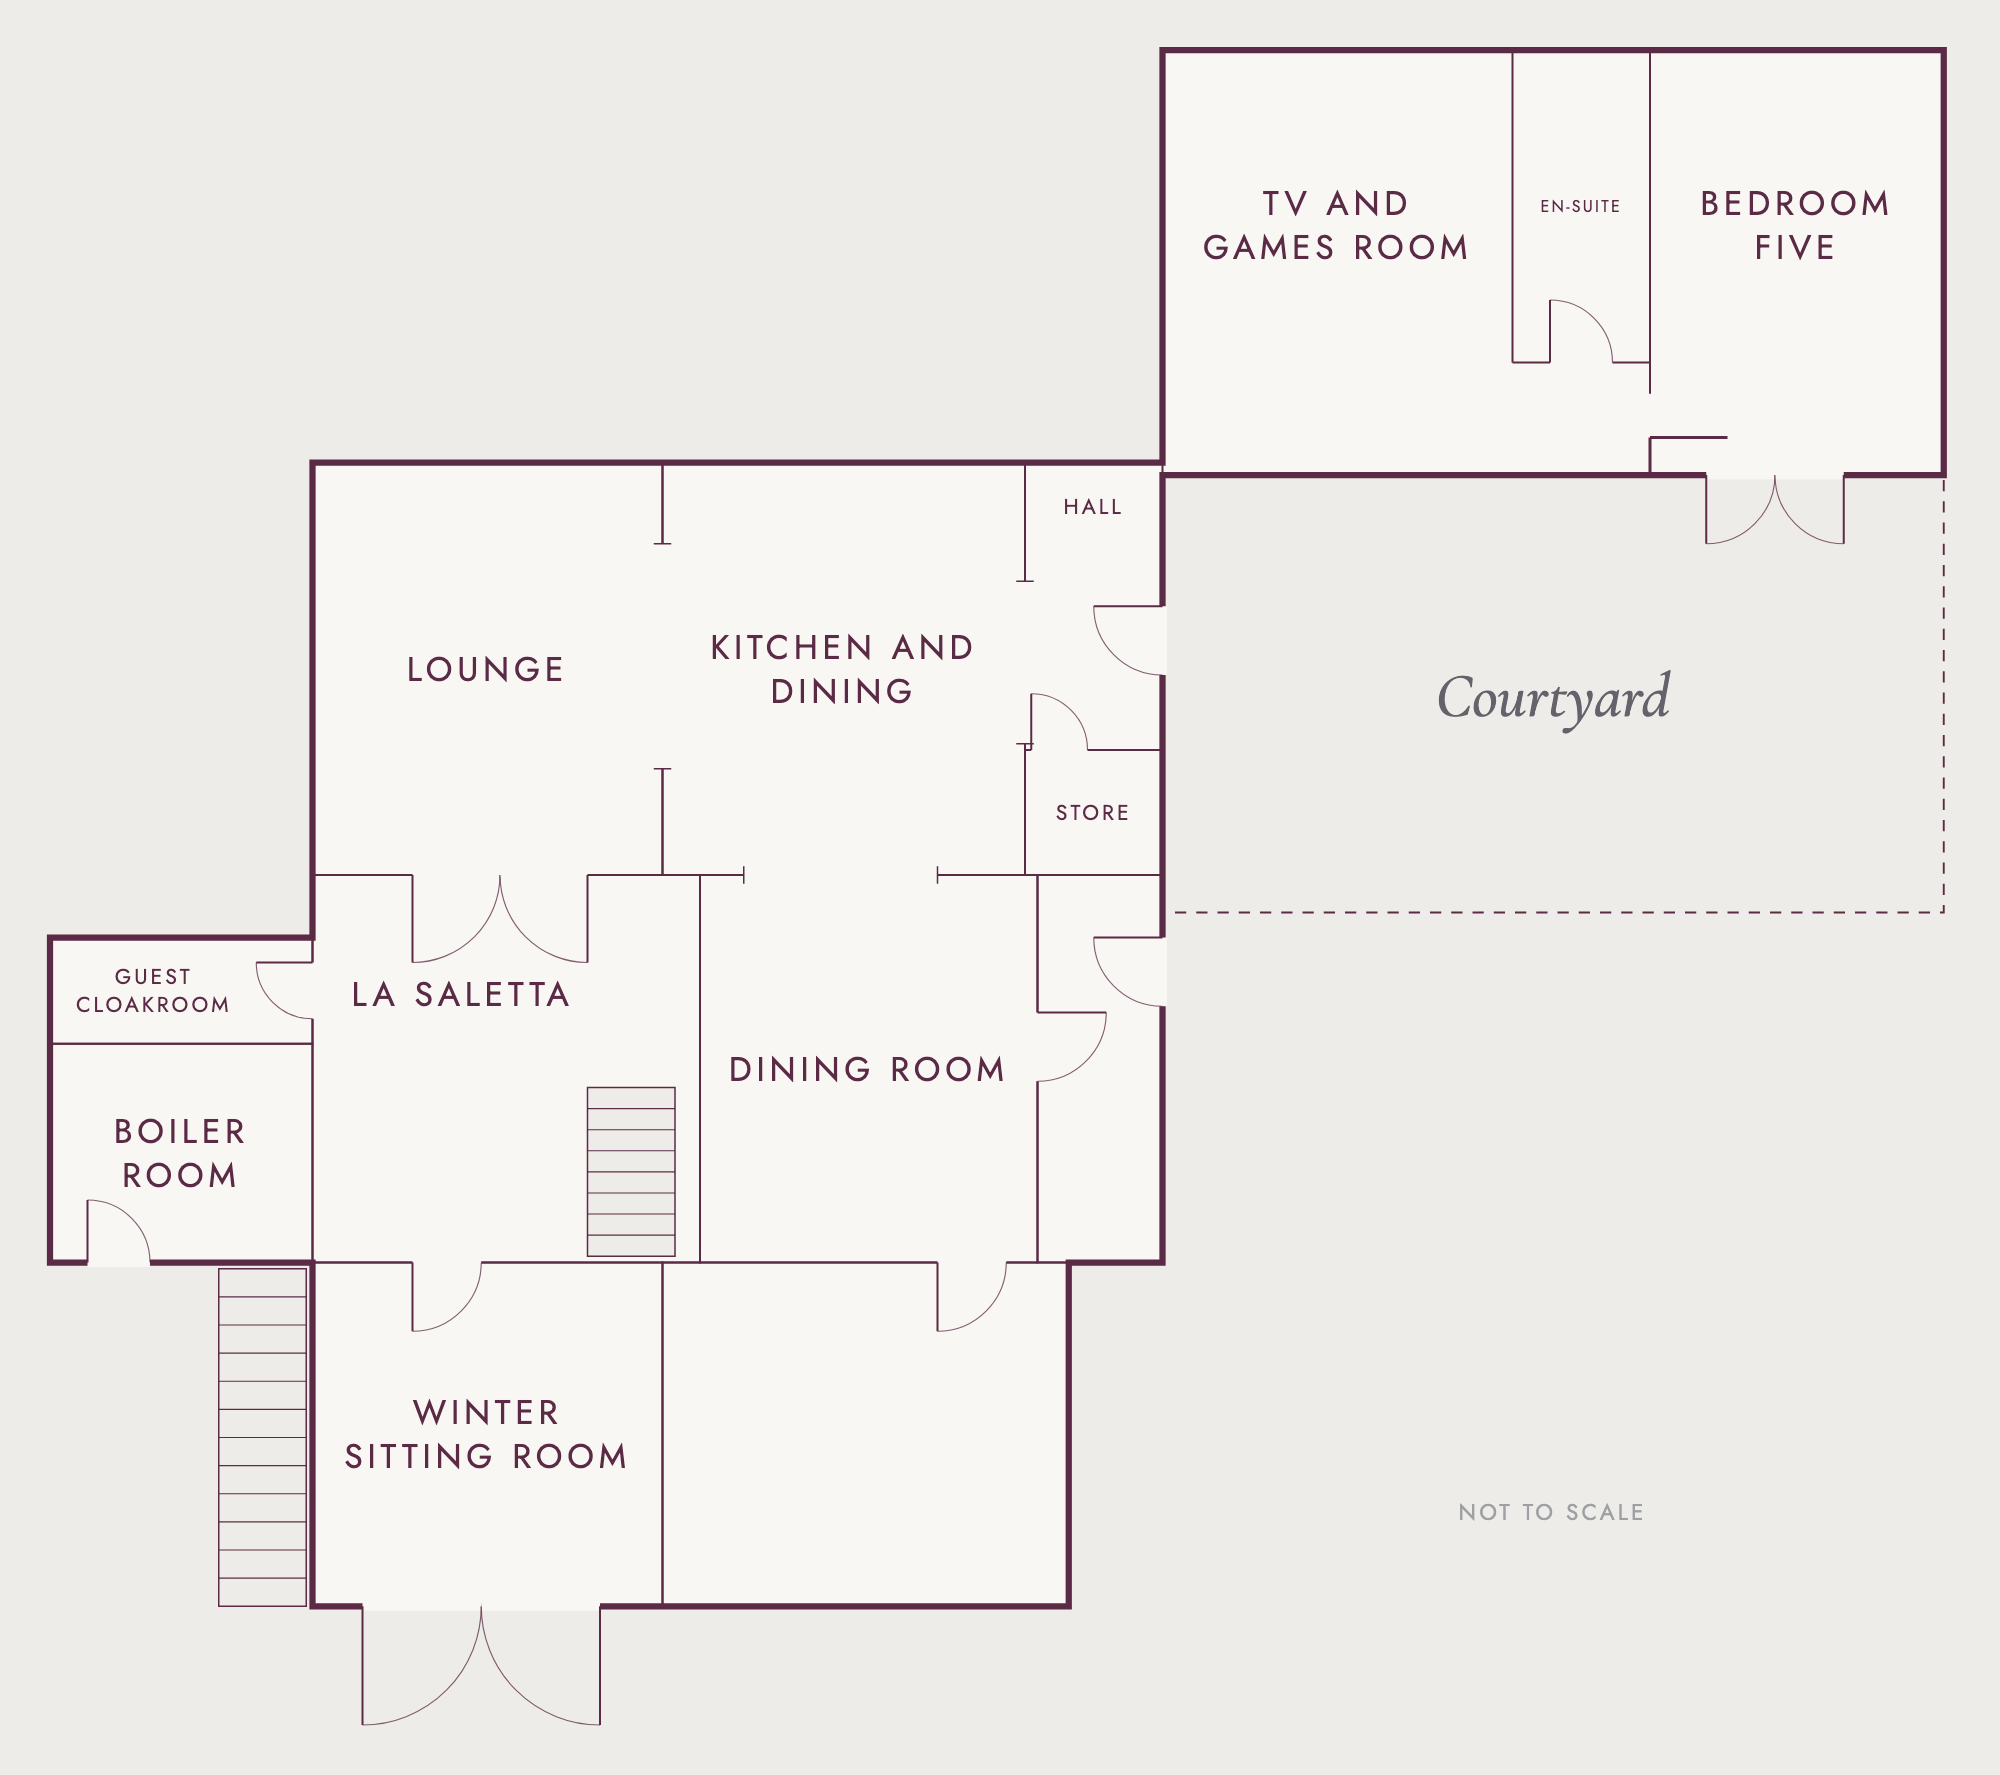 TV AND
GAMES ROOM
EN-SUITE
BEDROOM
FIVE
HALL
LOUNGE
KITCHEN AND
DINING
Courtyard
STORE
GUEST
CLOAKROOM
LA SALETTA
DINING ROOM
BOILER
ROOM
WINTER
SITTING ROOM
NOT TO SCALE